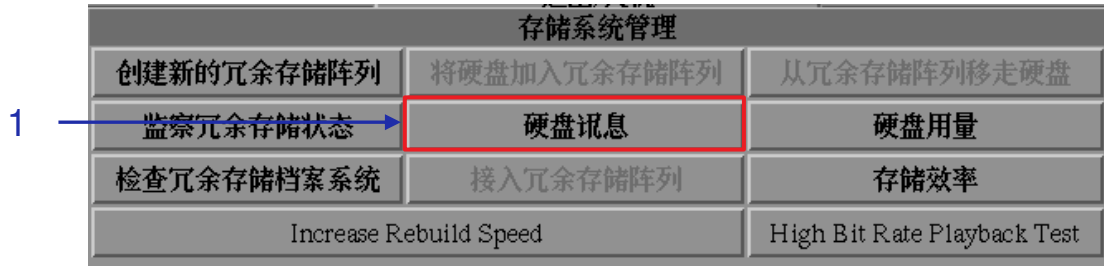 存储系统管理
创建新的冗余存储阵列 将硬盘加入冗余存储阵列 从冗余存储阵列移走硬盘
1 监察冗余存储状态 硬盘讯息 硬盘用量
检查冗余存储档案系统 接入冗余存储阵列 存储效率
Increase Rebuild Speed High Bit Rate Playback Test